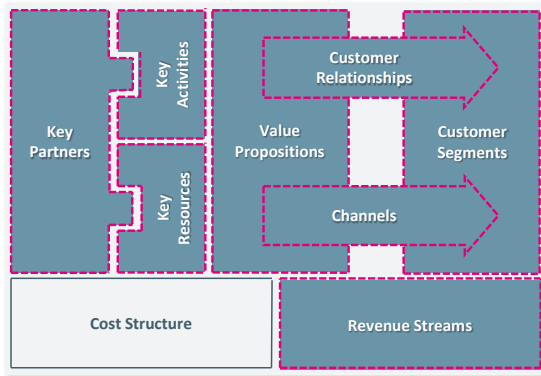 Key
Partners
Key
Activities
Key
Resources
Value
Propositions
Customer
Relationships
Channels
Customer
Segments
Cost Structure
Revenue Streams